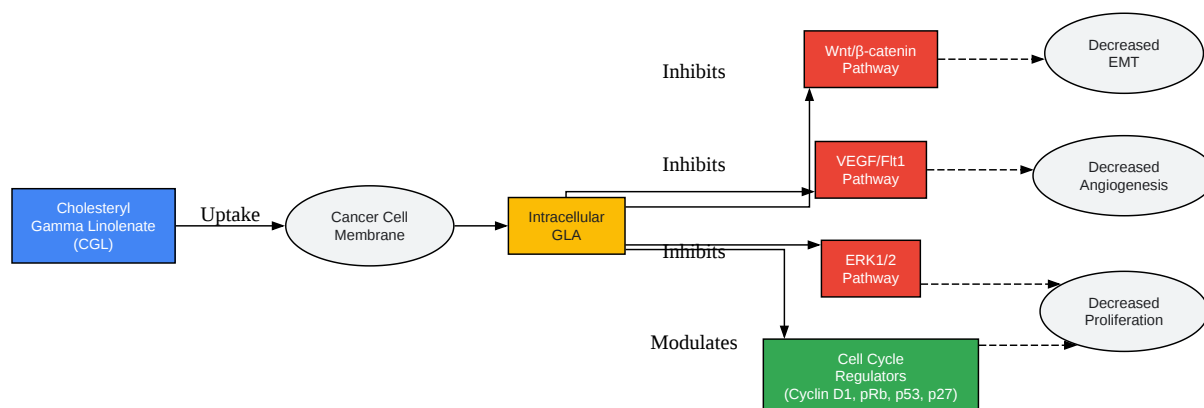 Cholesteryl
Gamma Linolenate
(CGL)
Uptake
Cancer Cell
Membrane
Intracellular
GLA
Inhibits
Wnt/β-catenin
Pathway
Decreased
EMT
Inhibits
VEGF/Flt1
Pathway
Decreased
Angiogenesis
Inhibits
ERK1/2
Pathway
Decreased
Proliferation
Modulates
Cell Cycle
Regulators
(Cyclin D1, pRb, p53, p27)